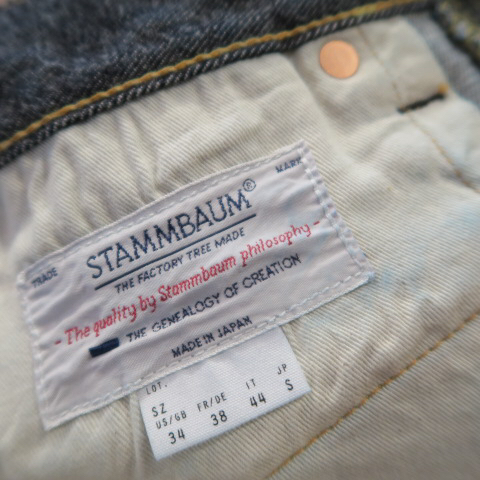 TRADE MARK
STAMMBAUM®
THE FACTORY TREE MADE
- The quality by Stammbaum philosophy -
THE GENEALOGY OF CREATION
MADE IN JAPAN
LOT.
SZ
US/GB FR/DE IT JP
34 38 44 S